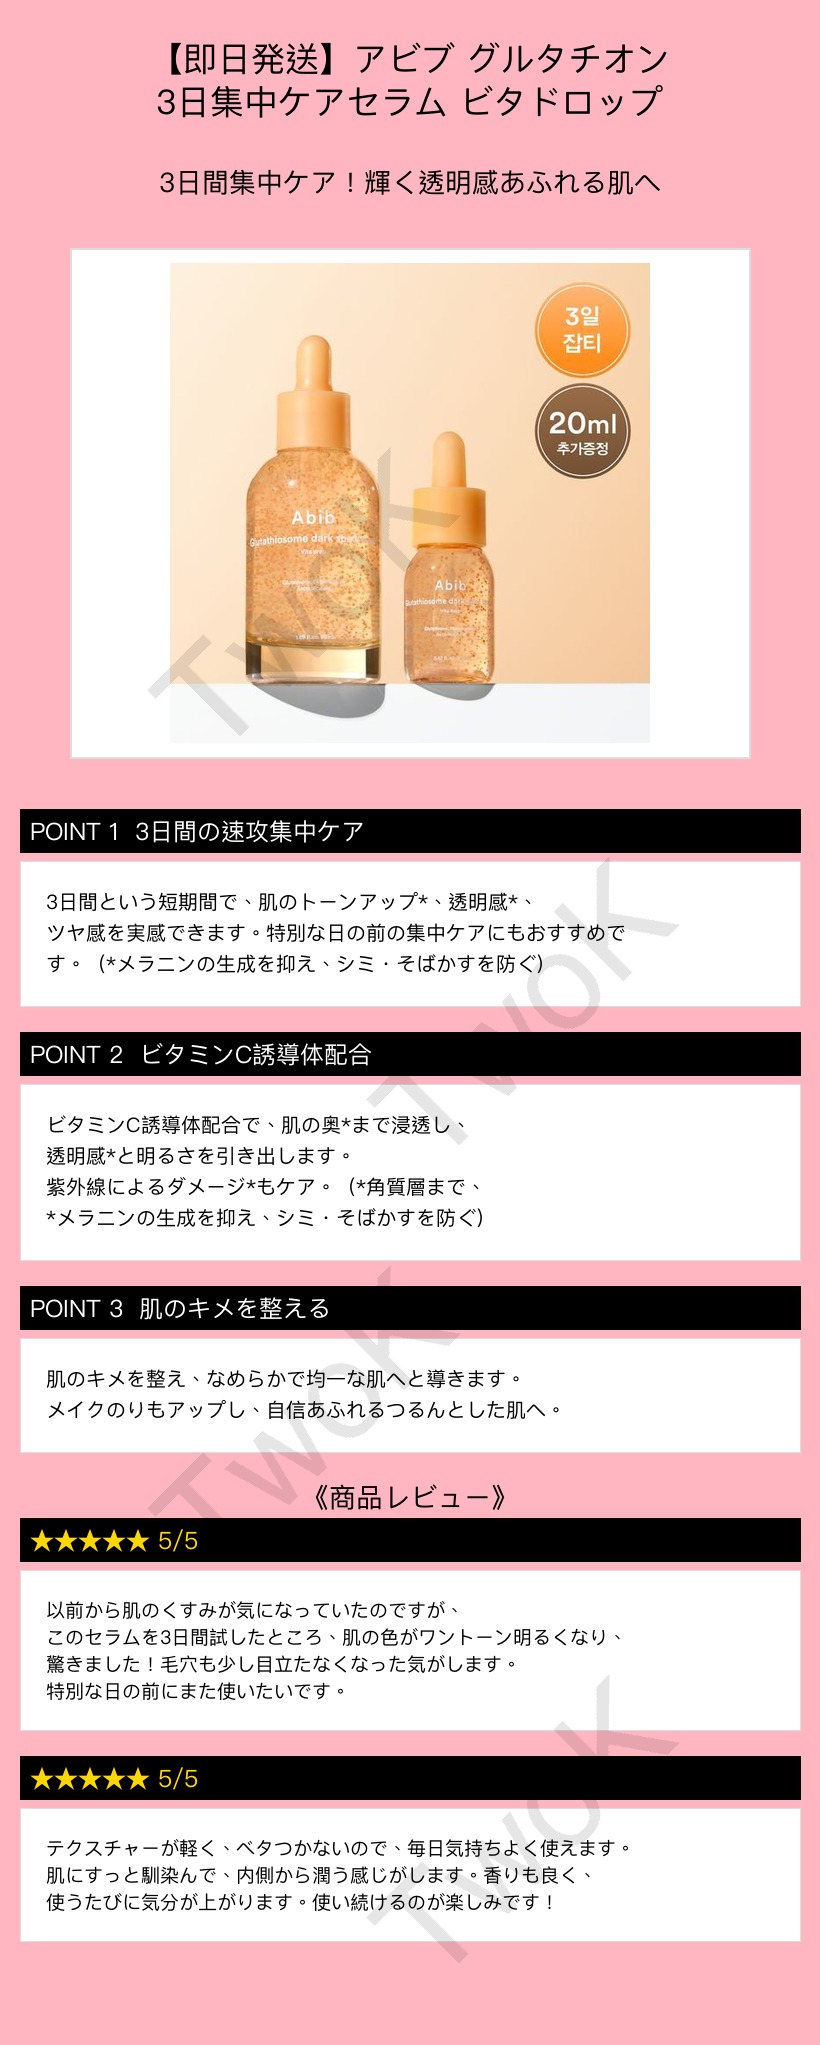 【即日発送】アビブ グルタチオン
3日集中ケアセラム ビタドロップ
3日間集中ケア！輝く透明感あふれる肌へ
3일
잡티
20ml
추가증정
Abib
Glutathiosome dark
Vita drop
Abib
Glutathiosome dark
Vita drop
TwoK
POINT 1 3日間の速攻集中ケア
3日間という短期間で、肌のトーンアップ*、透明感*、
ツヤ感を実感できます。特別な日の前の集中ケアにもおすすめで
す。（*メラニンの生成を抑え、シミ・そばかすを防ぐ）
TwoK
POINT 2 ビタミンC誘導体配合
ビタミンC誘導体配合で、肌の奥*まで浸透し、
透明感*と明るさを引き出します。
紫外線によるダメージ*もケア。（*角質層まで、
*メラニンの生成を抑え、シミ・そばかすを防ぐ）
POINT 3 肌のキメを整える
肌のキメを整え、なめらかで均一な肌へと導きます。
メイクのりもアップし、自信あふれるつるんとした肌へ。
TwoK
《商品レビュー》
★★★★★ 5/5
以前から肌のくすみが気になっていたのですが、
このセラムを3日間試したところ、肌の色がワントーン明るくなり、
驚きました！毛穴も少し目立たなくなった気がします。
特別な日の前にまた使いたいです。
★★★★★ 5/5
テクスチャーが軽く、ベタつかないので、毎日気持ちよく使えます。
肌にすっと馴染んで、内側から潤う感じがします。香りも良く、
使うたびに気分が上がります。使い続けるのが楽しみです！
TwoK